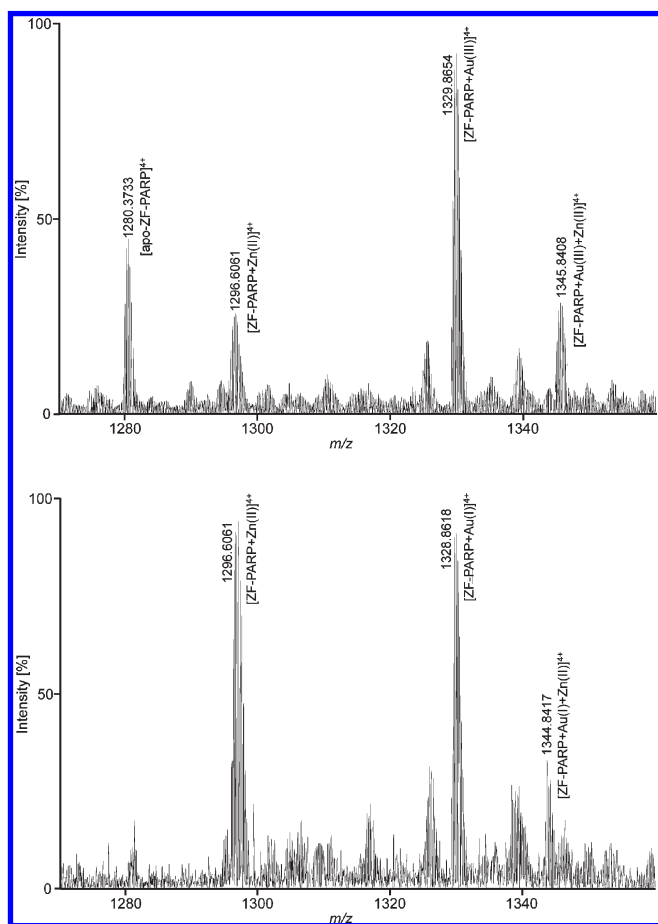 100
50
0
Intensity [%]
1280.3733
[apo-ZF-PARP]⁴⁺
1296.6061
[ZF-PARP+Zn(II)]⁴⁺
1329.8654
[ZF-PARP+Au(III)]⁴⁺
1345.8408
[ZF-PARP+Au(III)+Zn(II)]⁴⁺
1280
1300
1320
1340
m/z
100
50
0
Intensity [%]
1296.6061
[ZF-PARP+Zn(II)]⁴⁺
1328.8618
[ZF-PARP+Au(I)]⁴⁺
1344.8417
[ZF-PARP+Au(I)+Zn(II)]⁴⁺
1280
1300
1320
1340
m/z